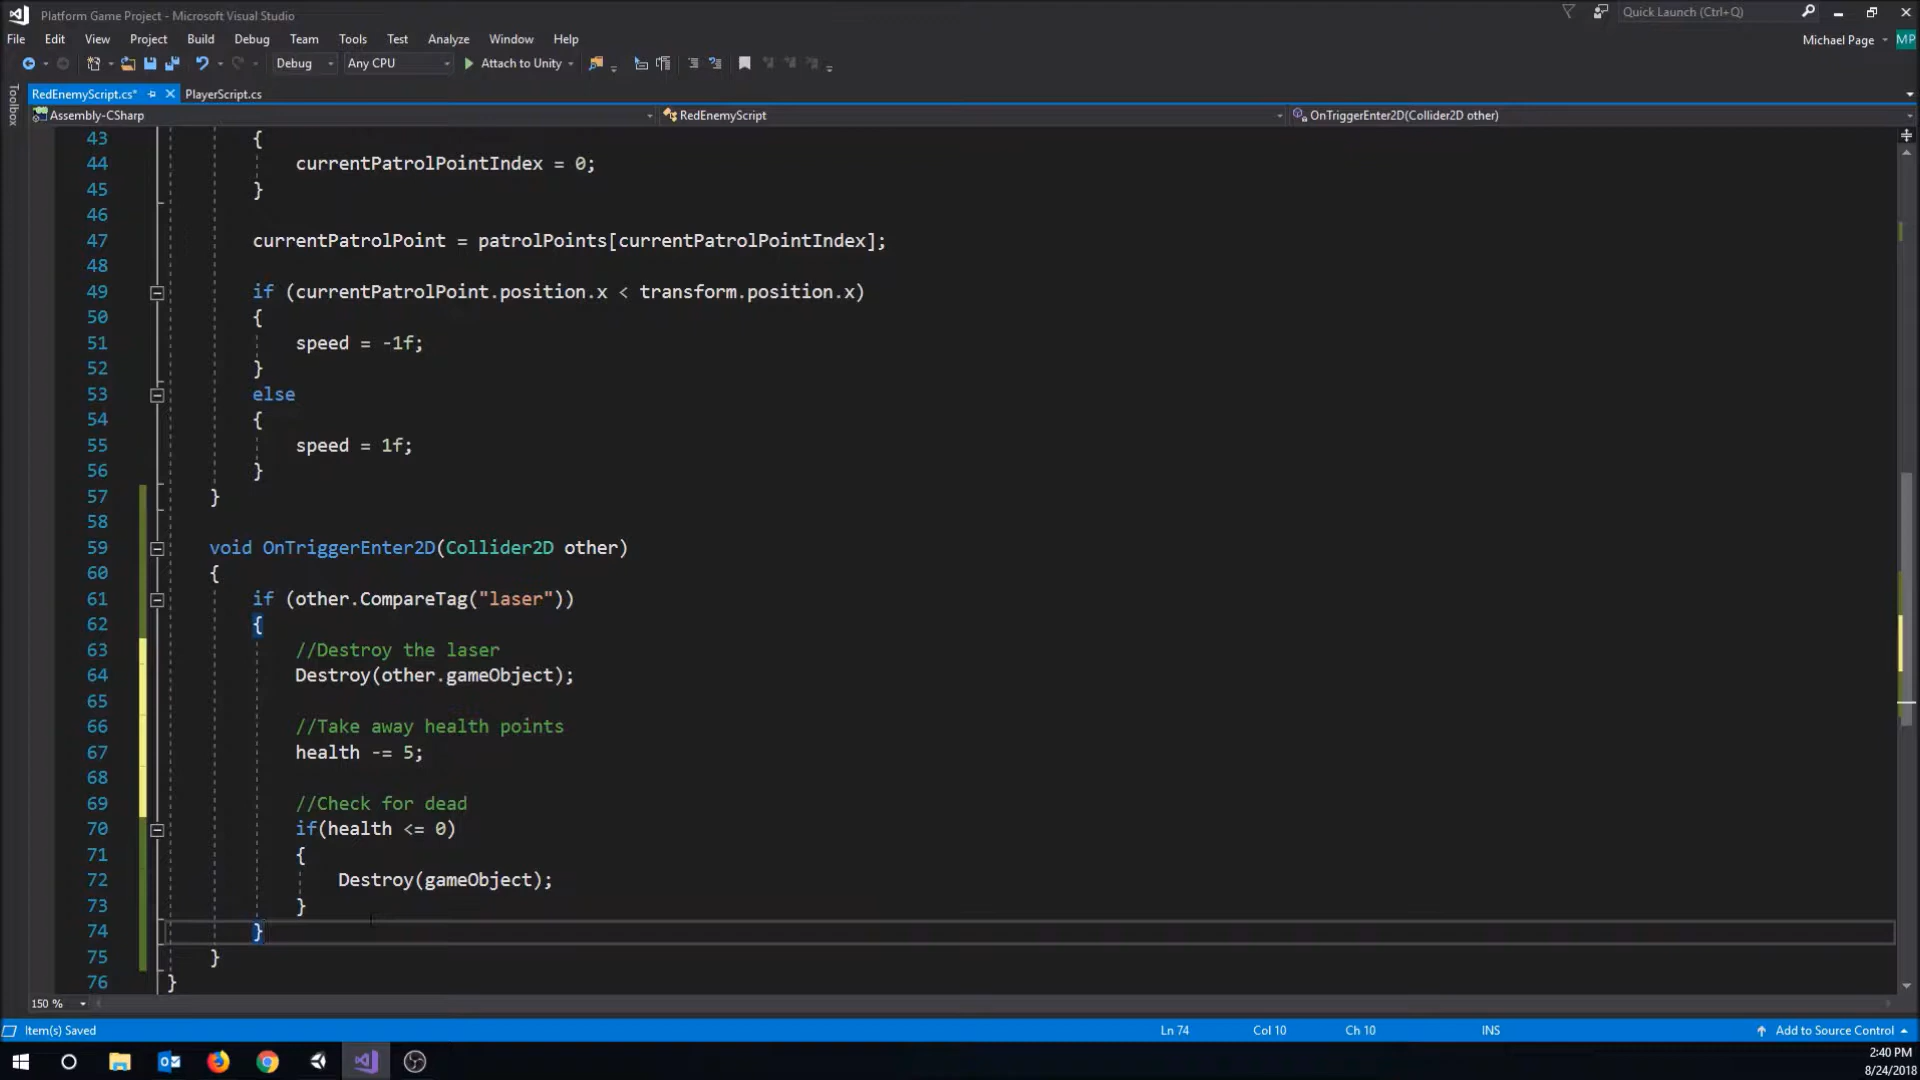 Platform Game Project - Microsoft Visual Studio
Quick Launch (Ctrl+Q)
File Edit View Project Build Debug Team Tools Test Analyze Window Help
Michael Page MP
Debug Any CPU Attach to Unity
Toolbox
RedEnemyScript.cs* PlayerScript.cs
Assembly-CSharp RedEnemyScript OnTriggerEnter2D(Collider2D other)
43 {
44 currentPatrolPointIndex = 0;
45 }
46
47 currentPatrolPoint = patrolPoints[currentPatrolPointIndex];
48
49 if (currentPatrolPoint.position.x < transform.position.x)
50 {
51 speed = -1f;
52 }
53 else
54 {
55 speed = 1f;
56 }
57 }
58
59 void OnTriggerEnter2D(Collider2D other)
60 {
61 if (other.CompareTag("laser"))
62 {
63 //Destroy the laser
64 Destroy(other.gameObject);
65
66 //Take away health points
67 health -= 5;
68
69 //Check for dead
70 if(health <= 0)
71 {
72 Destroy(gameObject);
73 }
74 }
75 }
76 }
150 %
Item(s) Saved Ln 74 Col 10 Ch 10 INS Add to Source Control
2:40 PM
8/24/2018